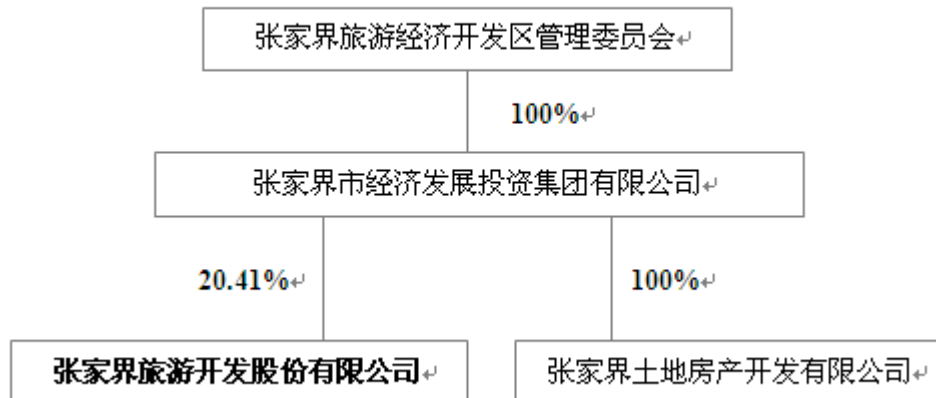 张家界旅游经济开发区管理委员会↵
100%↵
张家界市经济发展投资集团有限公司↵
20.41%↵
100%↵
张家界旅游开发股份有限公司↵
张家界土地房产开发有限公司↵